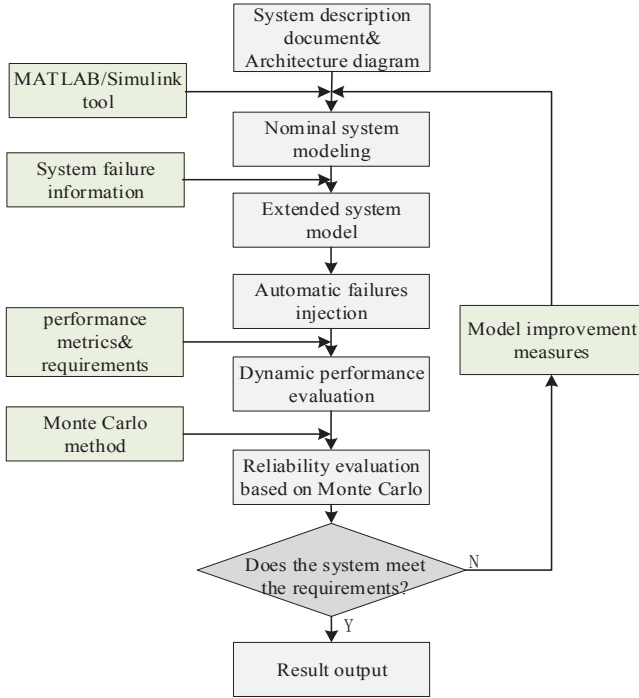 System description
document&
Architecture diagram
MATLAB/Simulink
tool
Nominal system
modeling
System failure
information
Extended system
model
Automatic failures
injection
performance
metrics&
requirements
Model improvement
measures
Dynamic performance
evaluation
Monte Carlo
method
Reliability evaluation
based on Monte Carlo
Does the system meet
the requirements?
N
Y
Result output